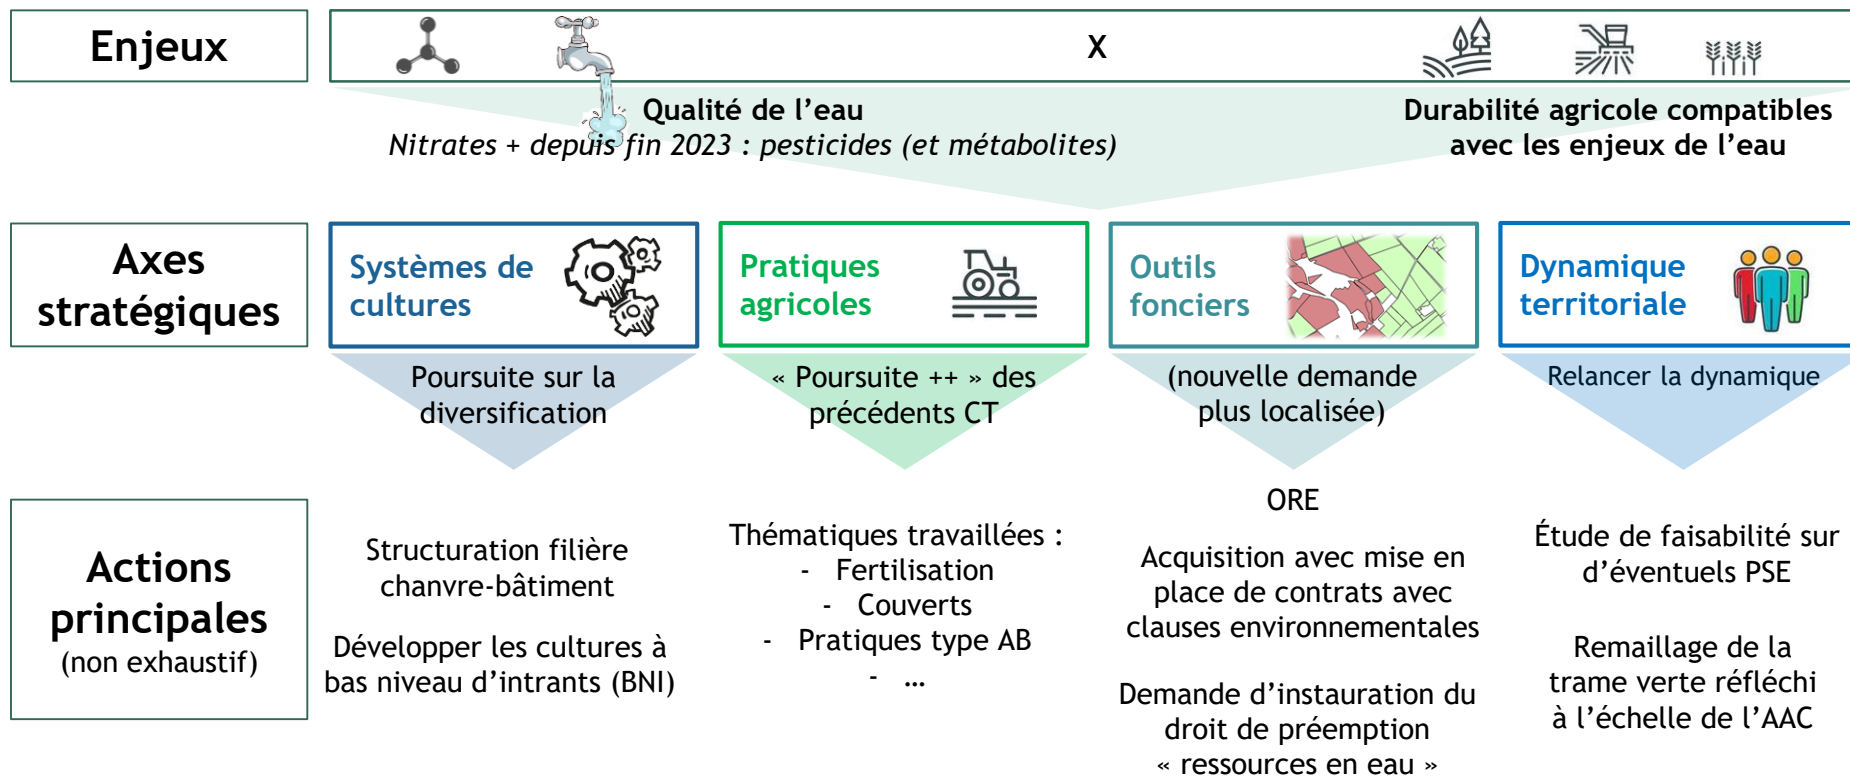 Enjeux
X
Qualité de l’eau
Nitrates + depuis fin 2023 : pesticides (et métabolites)
Durabilité agricole compatibles
avec les enjeux de l’eau
Axes
stratégiques
Systèmes de
cultures
Pratiques
agricoles
Outils
fonciers
Dynamique
territoriale
Poursuite sur la
diversification
« Poursuite ++ » des
précédents CT
(nouvelle demande
plus localisée)
Relancer la dynamique
Actions
principales
(non exhaustif)
Structuration filière
chanvre-bâtiment
Développer les cultures à
bas niveau d’intrants (BNI)
Thématiques travaillées :
- Fertilisation
- Couverts
- Pratiques type AB
- …
ORE
Acquisition avec mise en
place de contrats avec
clauses environnementales
Demande d’instauration du
droit de préemption
« ressources en eau »
Étude de faisabilité sur
d’éventuels PSE
Remaillage de la
trame verte réfléchi
à l’échelle de l’AAC